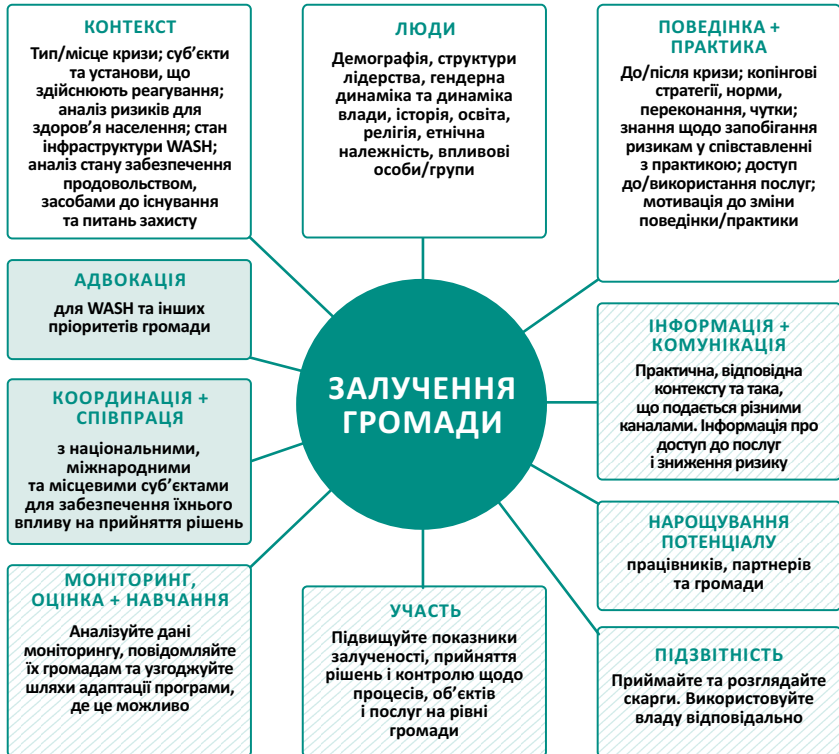 КОНТЕКСТ
Тип/місце кризи; суб’єкти
та установи, що
здійснюють реагування;
аналіз ризиків для
здоров’я населення; стан
інфраструктури WASH;
аналіз стану забезпечення
продовольством,
засобами до існування
та питань захисту
ЛЮДИ
Демографія, структури
лідерства, гендерна
динаміка та динаміка
влади, історія, освіта,
релігія, етнічна
належність, впливові
особи/групи
ПОВЕДІНКА +
ПРАКТИКА
До/після кризи; копінгові
стратегії, норми,
переконання, чутки;
знання щодо запобігання
ризикам у співставленні
з практикою; доступ
до/використання послуг;
мотивація до зміни
поведінки/практики
АДВОКАЦІЯ
для WASH та інших
пріоритетів громади
ЗАЛУЧЕННЯ
ГРОМАДИ
ІНФОРМАЦІЯ +
КОМУНІКАЦІЯ
Практична, відповідна
контексту та така,
що подається різними
каналами. Інформація про
доступ до послуг
і зниження ризику
КООРДИНАЦІЯ +
СПІВПРАЦЯ
з національними,
міжнародними
та місцевими суб’єктами
для забезпечення їхнього
впливу на прийняття рішень
НАРОЩУВАННЯ
ПОТЕНЦІАЛУ
працівників, партнерів
та громади
МОНІТОРИНГ,
ОЦІНКА + НАВЧАННЯ
Аналізуйте дані
моніторингу, повідомляйте
їх громадам та узгоджуйте
шляхи адаптації програми,
де це можливо
УЧАСТЬ
Підвищуйте показники
залученості, прийняття
рішень і контролю щодо
процесів, об’єктів
і послуг на рівні
громади
ПІДЗВІТНІСТЬ
Приймайте та розглядайте
скарги. Використовуйте
владу відповідально